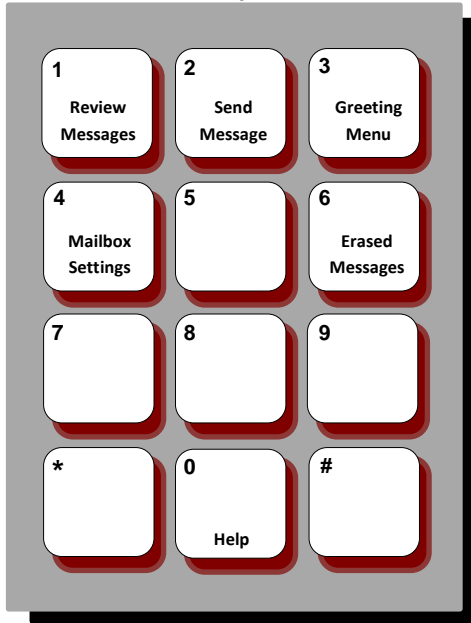 1 2 3
Review Send Greeting
Messages Message Menu
4 5 6
Mailbox Erased
Settings Messages
7 8 9
* 0 #
Help